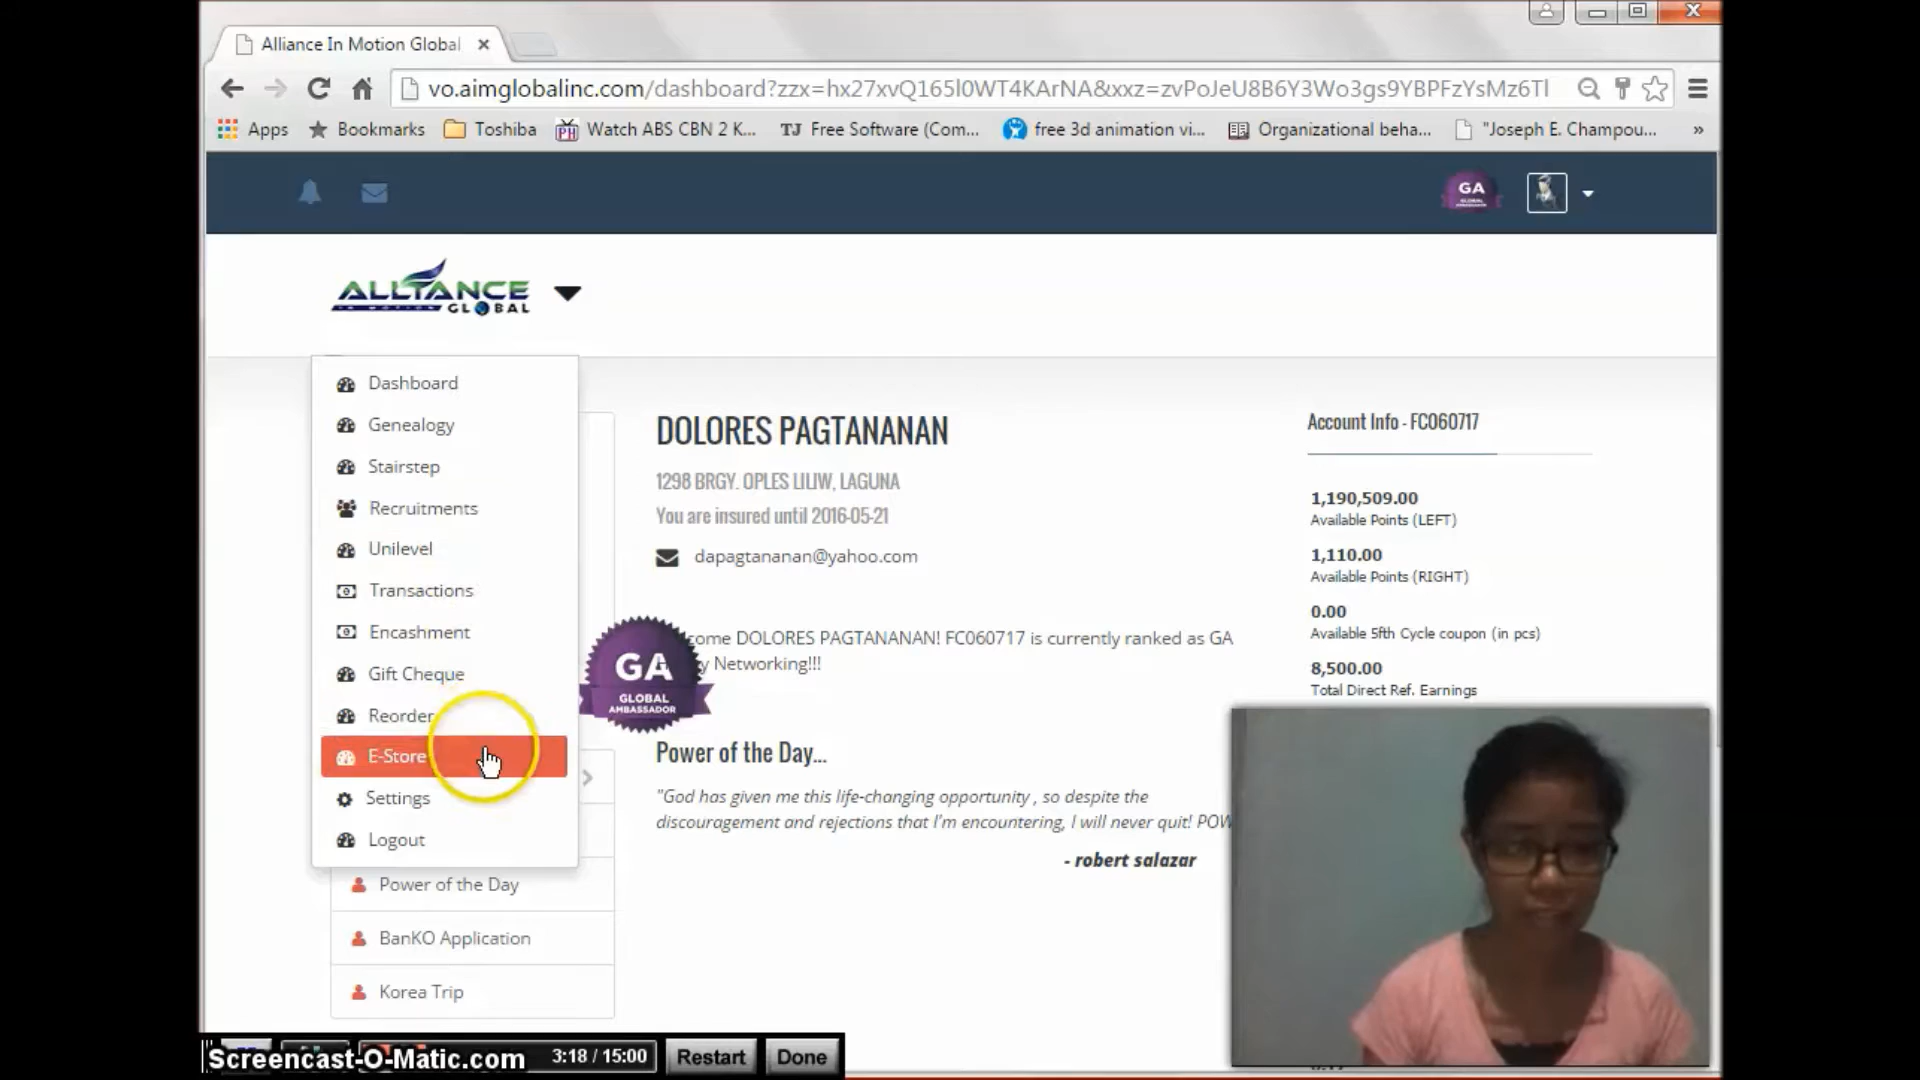 Alliance In Motion Global
vo.aimglobalinc.com/dashboard?zzx=hx27xvQ165l0WT4KArNA&xxz=zvPoJeU8B6Y3Wo3gs9YBPFzYsMz6Tl
Apps Bookmarks Toshiba Watch ABS CBN 2 K... TJ Free Software (Com... free 3d animation vi... Organizational beha... "Joseph E. Champou... »
GA
ALLIANCE
IN MOTION
GLOBAL
Dashboard
Genealogy
Stairstep
Recruitments
Unilevel
Transactions
Encashment
Gift Cheque
Reorder
E-Store
Settings
Logout
Power of the Day
BanKO Application
Korea Trip
DOLORES PAGTANANAN
1298 BRGY. OPLES LILIW, LAGUNA
You are insured until 2016-05-21
dapagtananan@yahoo.com
come DOLORES PAGTANANAN! FC060717 is currently ranked as GA
y Networking!!!
GA
GLOBAL
AMBASSADOR
Power of the Day...
"God has given me this life-changing opportunity , so despite the
discouragement and rejections that I'm encountering, I will never quit! POW
- robert salazar
Account Info - FC060717
1,190,509.00
Available Points (LEFT)
1,110.00
Available Points (RIGHT)
0.00
Available 5fth Cycle coupon (in pcs)
8,500.00
Total Direct Ref. Earnings
Screencast-O-Matic.com 3:18 / 15:00 Restart Done